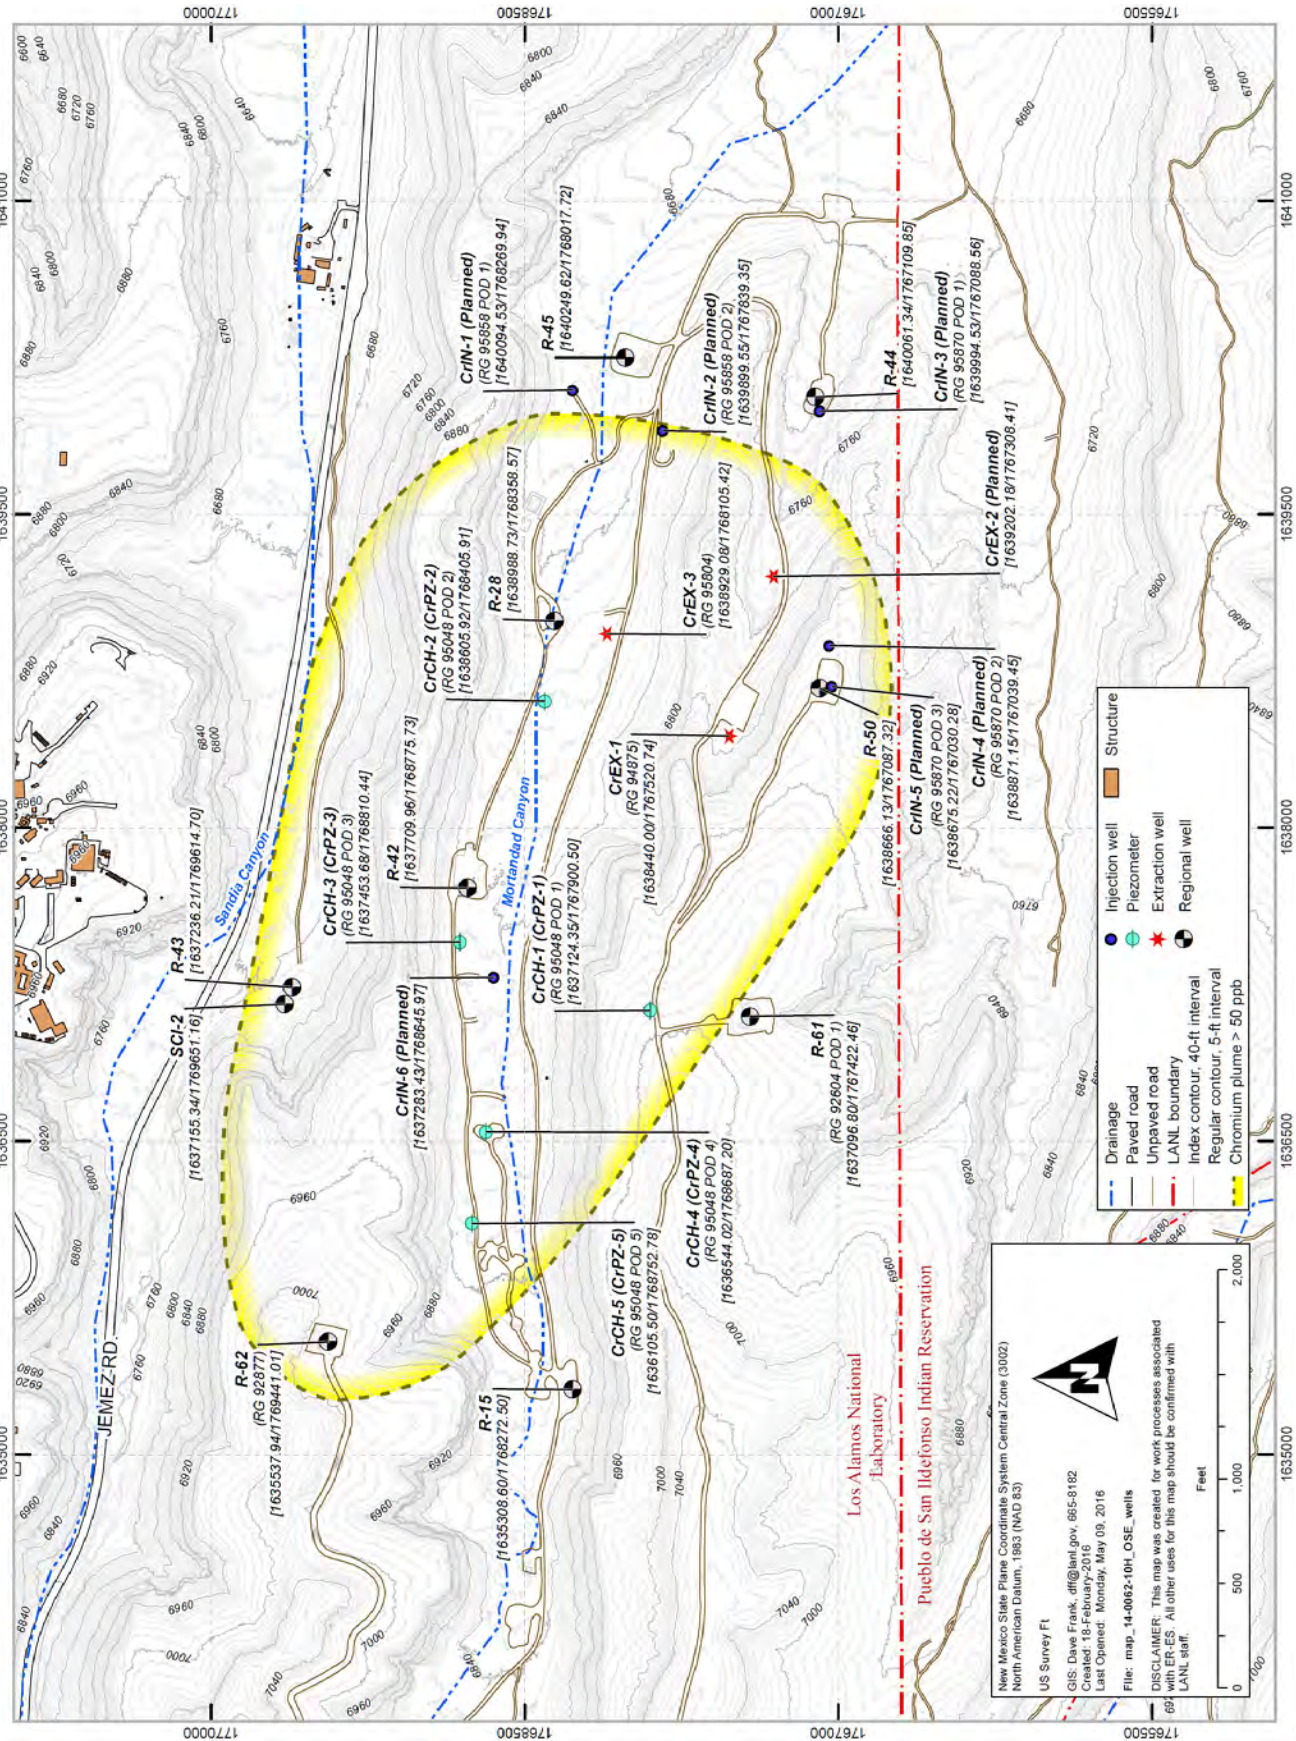 JEMEZ RD.
Sandia Canyon
Mortandad Canyon
R-62
(RG 92877)
[1635537.94/1769441.01]
SCI-2
[1637155.34/1769651.16]
R-43
[1637236.21/1769614.70]
R-15
[1635308.60/1768272.50]
CrCH-5 (CrPZ-5)
(RG 95048 POD 5)
[1636105.50/1768752.78]
CrCH-4 (CrPZ-4)
(RG 95048 POD 4)
[1636544.02/1768687.20]
CrIN-6 (Planned)
[1637283.43/1768645.97]
CrCH-3 (CrPZ-3)
(RG 95048 POD 3)
[1637453.68/1768810.44]
R-42
[1637709.96/1768775.73]
CrCH-1 (CrPZ-1)
(RG 95048 POD 1)
[1637124.35/1767900.50]
R-61
(RG 92604 POD 1)
[1637096.80/1767422.46]
CrCH-2 (CrPZ-2)
(RG 95048 POD 2)
[1638605.92/1768405.91]
R-28
[1638988.73/1768358.57]
CrEX-1
(RG 94875)
[1638440.00/1767520.74]
CrEX-3
(RG 95804)
[1638929.08/1768105.42]
R-50
[1638666.13/1767087.32]
CrIN-5 (Planned)
(RG 95870 POD 3)
[1638675.22/1767030.28]
CrIN-4 (Planned)
(RG 95870 POD 2)
[1638871.15/1767039.45]
CrEX-2 (Planned)
[1639202.18/1767308.41]
CrIN-1 (Planned)
(RG 95858 POD 1)
[1640094.53/1768269.94]
R-45
[1640249.62/1768017.72]
CrIN-2 (Planned)
(RG 95858 POD 2)
[1639899.55/1767839.35]
R-44
[1640061.34/1767109.85]
CrIN-3 (Planned)
(RG 95870 POD 1)
[1639994.53/1767088.56]
Los Alamos National
Laboratory
Pueblo de San Ildefonso Indian Reservation
1635000
1636500
1638000
1639500
1641000
1770000
1768500
1767000
1765500
New Mexico State Plane Coordinate System Central Zone (3002)
North American Datum, 1983 (NAD 83)
US Survey Ft
GIS: Dave Frank, dff@lanl.gov, 665-8182
Created: 18-February-2016
Last Opened: Monday, May 09, 2016
File: map_14-0062-10H_OSE_wells
DISCLAIMER: This map was created for work processes associated
with ER-ES. All other uses for this map should be confirmed with
LANL staff.
N
Feet
0 500 1,000 2,000
Drainage
Paved road
Unpaved road
LANL boundary
Index contour, 40-ft interval
Regular contour, 5-ft interval
Chromium plume > 50 ppb
Injection well
Piezometer
Extraction well
Regional well
Structure